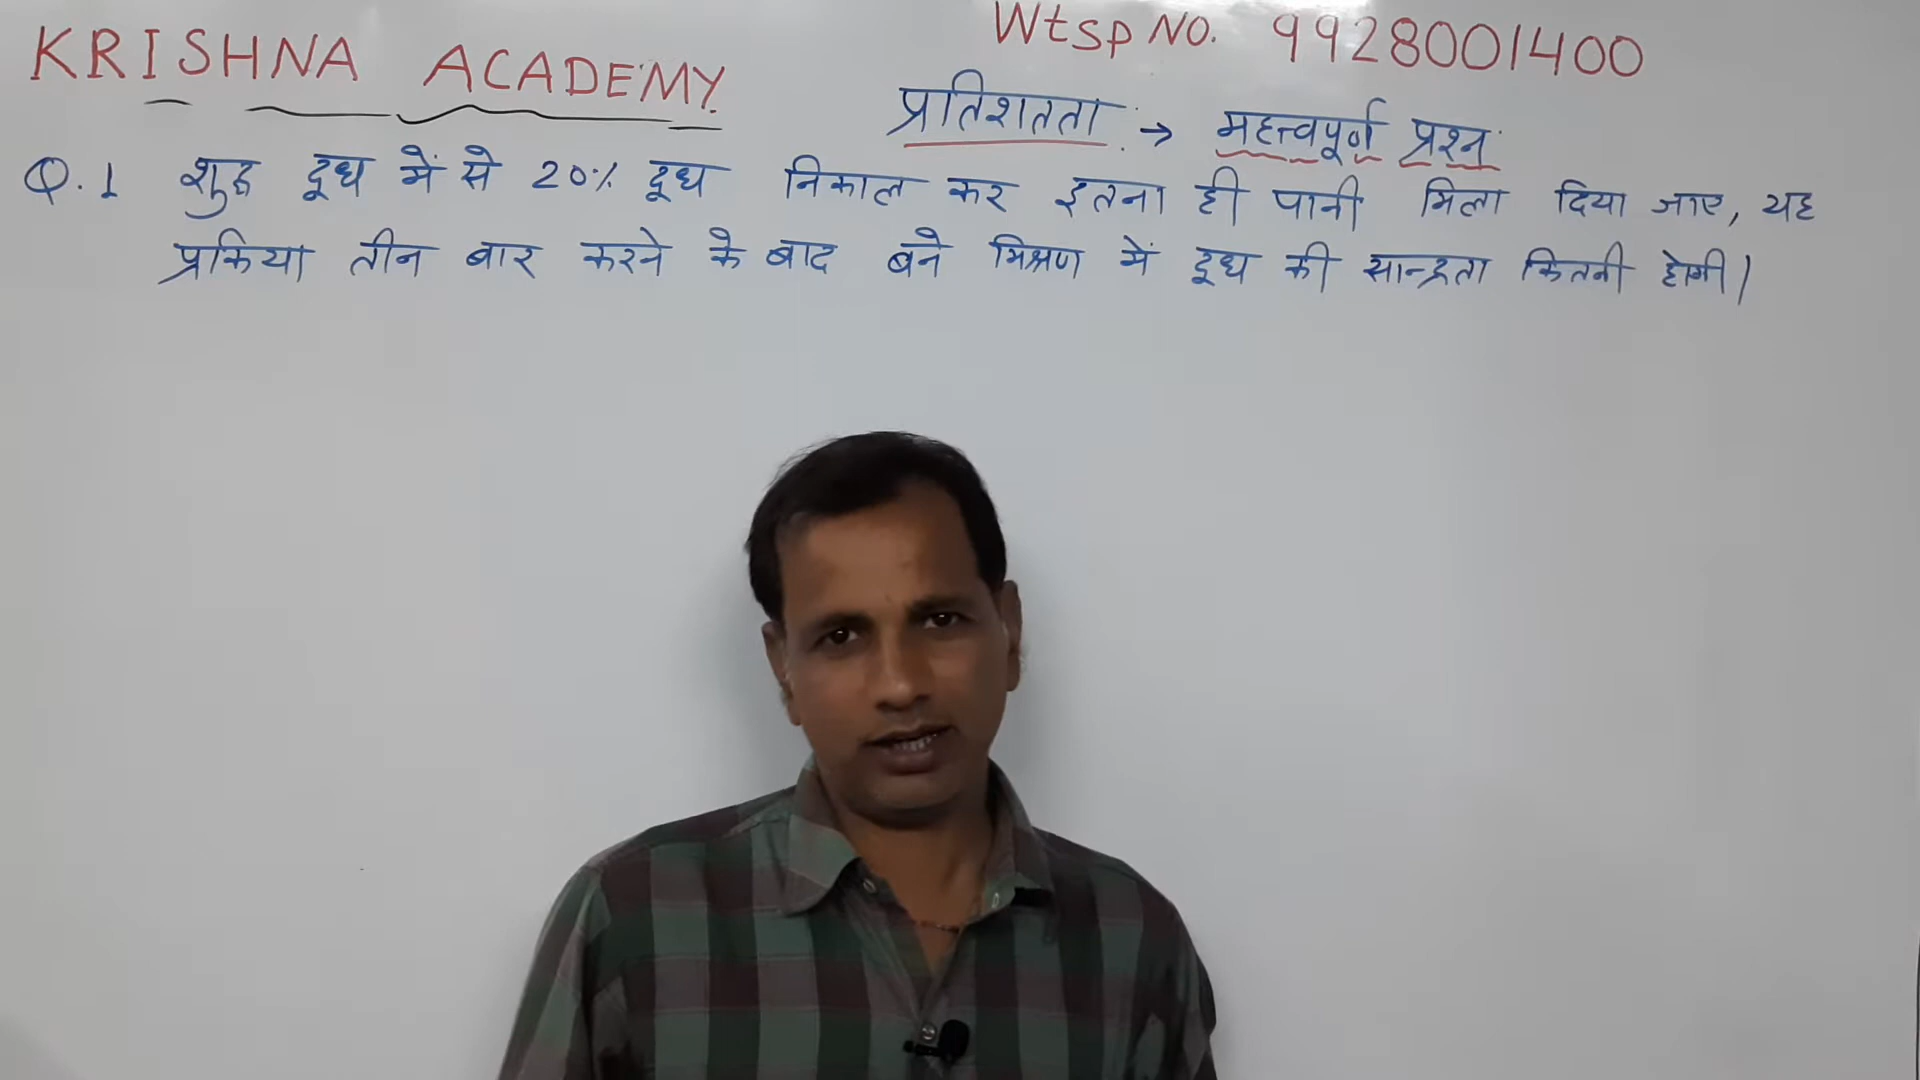 KRISHNA ACADEMY.
Wtsp NO. 9928001400
प्रतिशतता → महत्त्वपूर्ण प्रश्न
Q.1 शुद्ध दूध में से 20% दूध निकाल कर इतना ही पानी मिला दिया जाए, यह
प्रक्रिया तीन बार करने के बाद बने मिश्रण में दूध की सान्द्रता कितनी होगी।